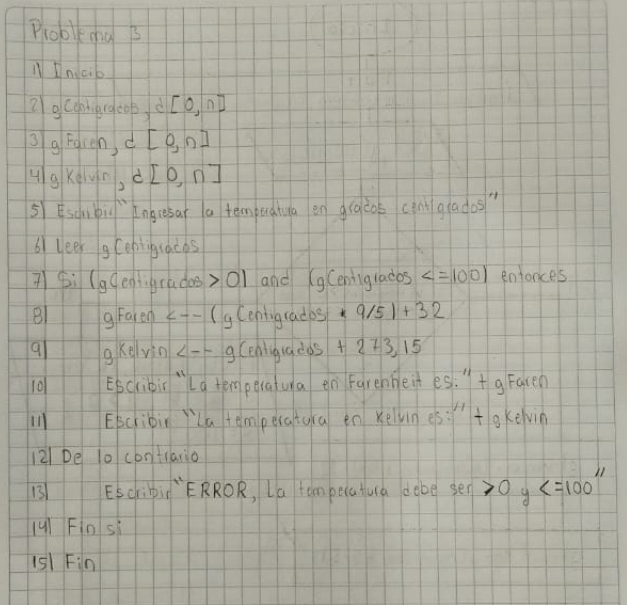 Problema 3
1) Inicio
2) gCentigrados, d [0, n]
3) g Faren, d [0, n]
4) g Kelvin, d [0, n]
5) Escribir "Ingresar la temperatura en grados centigrados"
6) Leer gCentigrados
7) Si (gCentigrados > 0) and (gCentigrados <=100) entonces
8) gFaren <-- (gCentigrados * 9/5) + 32
9) gKelvin <-- gCentigrados + 273,15
10) Escribir "La temperatura en Farenheit es:" + gFaren
11) Escribir "La temperatura en Kelvin es:" + gKelvin
12) De lo contrario
13) Escribir "ERROR, La temperatura debe ser >0 y <=100"
14) Fin si
15) Fin